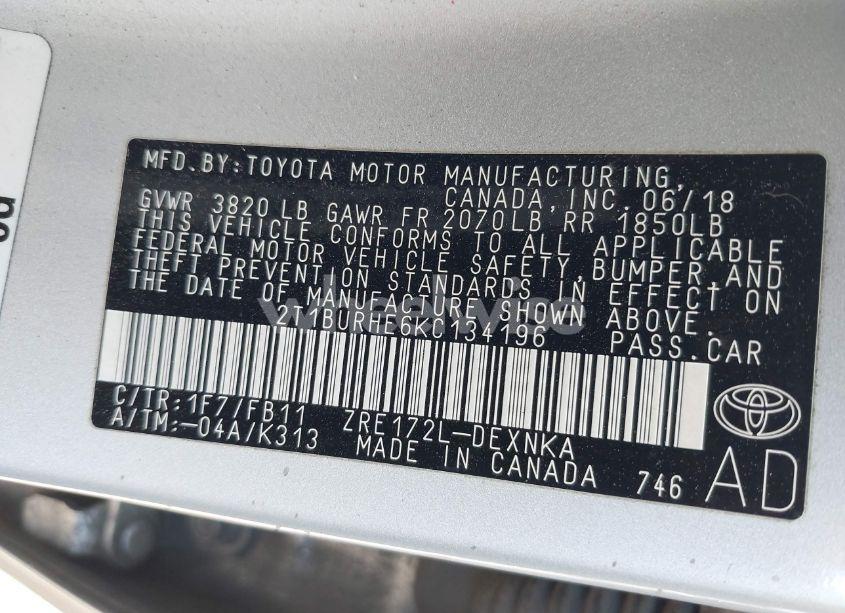 MFD. BY: TOYOTA MOTOR MANUFACTURING,
CANADA, INC. 06/18
GVWR 3820 LB GAWR FR 2070LB RR 1850LB
THIS VEHICLE CONFORMS TO ALL APPLICABLE
FEDERAL MOTOR VEHICLE SAFETY, BUMPER, AND
THEFT PREVENTION STANDARDS IN EFFECT ON
THE DATE OF MANUFACTURE SHOWN ABOVE.
2T1BURHE6KC134196 PASS. CAR
C/TR: 1F7/FB11 ZRE172L-DEXNKA
A/TM: -04A/K313 MADE IN CANADA 746 AD